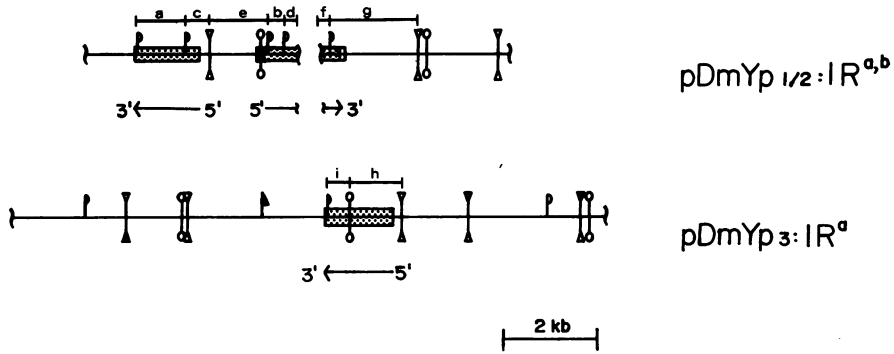 a c e b d f g
pDmYp 1/2:IR^a,b
3' 5' 5' 3'
i h
pDmYp 3:IR^a
3' 5'
2 kb